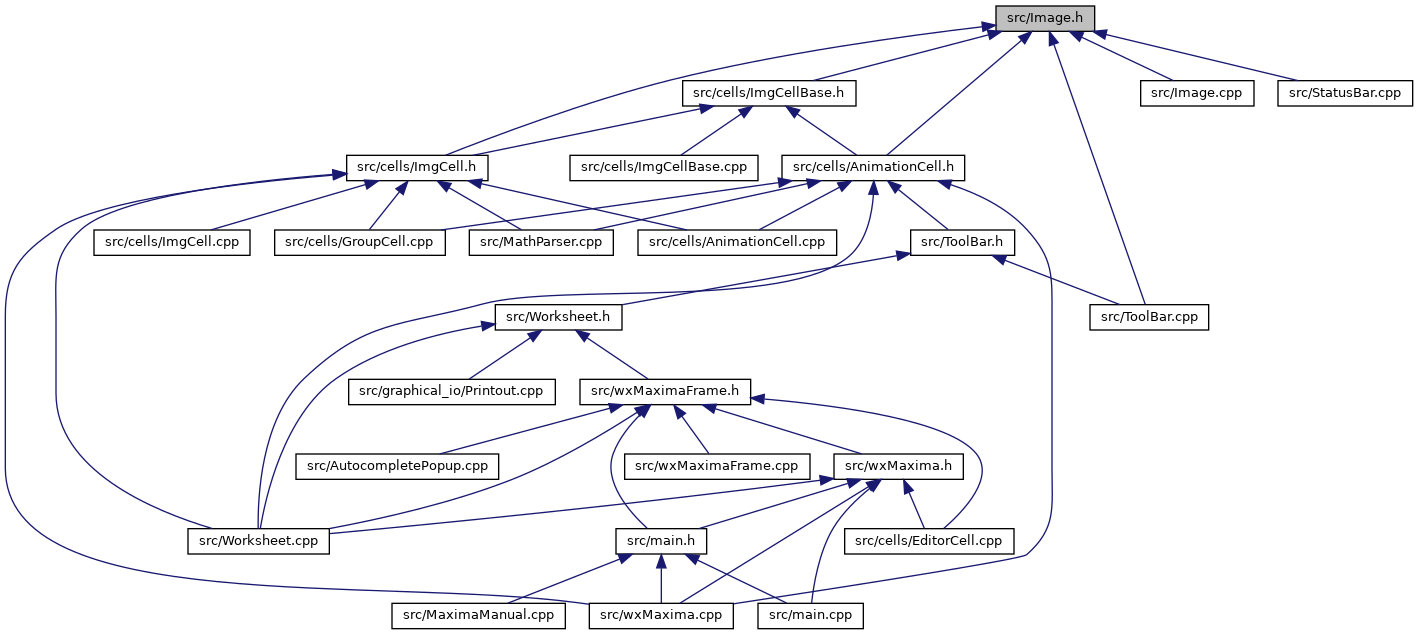 src/Image.h
src/cells/ImgCellBase.h
src/Image.cpp
src/StatusBar.cpp
src/cells/ImgCell.h
src/cells/ImgCellBase.cpp
src/cells/AnimationCell.h
src/cells/ImgCell.cpp
src/cells/GroupCell.cpp
src/MathParser.cpp
src/cells/AnimationCell.cpp
src/ToolBar.h
src/Worksheet.h
src/ToolBar.cpp
src/graphical_io/Printout.cpp
src/wxMaximaFrame.h
src/AutocompletePopup.cpp
src/wxMaximaFrame.cpp
src/wxMaxima.h
src/Worksheet.cpp
src/main.h
src/cells/EditorCell.cpp
src/MaximaManual.cpp
src/wxMaxima.cpp
src/main.cpp